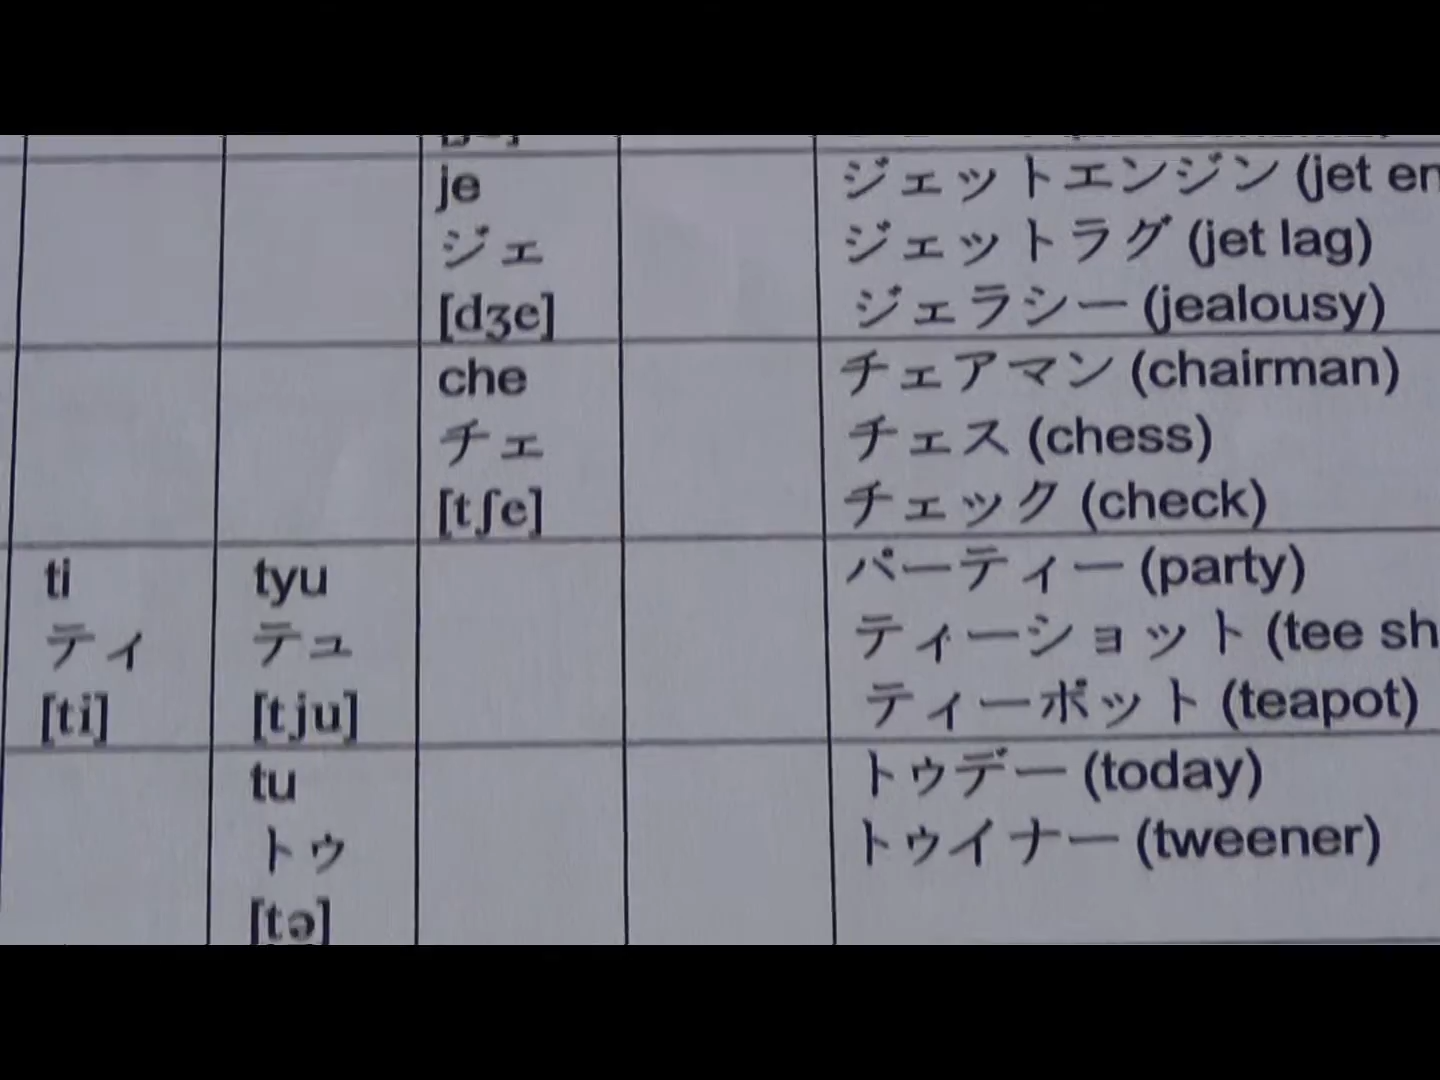 je
ジェ
[dʒe]
ジェットエンジン (jet en
ジェットラグ (jet lag)
ジェラシー (jealousy)
che
チェ
[tʃe]
チェアマン (chairman)
チェス (chess)
チェック (check)
ti
ティ
[ti]
tyu
テュ
[tju]
パーティー (party)
ティーショット (tee sh
ティーポット (teapot)
tu
トゥ
[tə]
トゥデー (today)
トゥイナー (tweener)